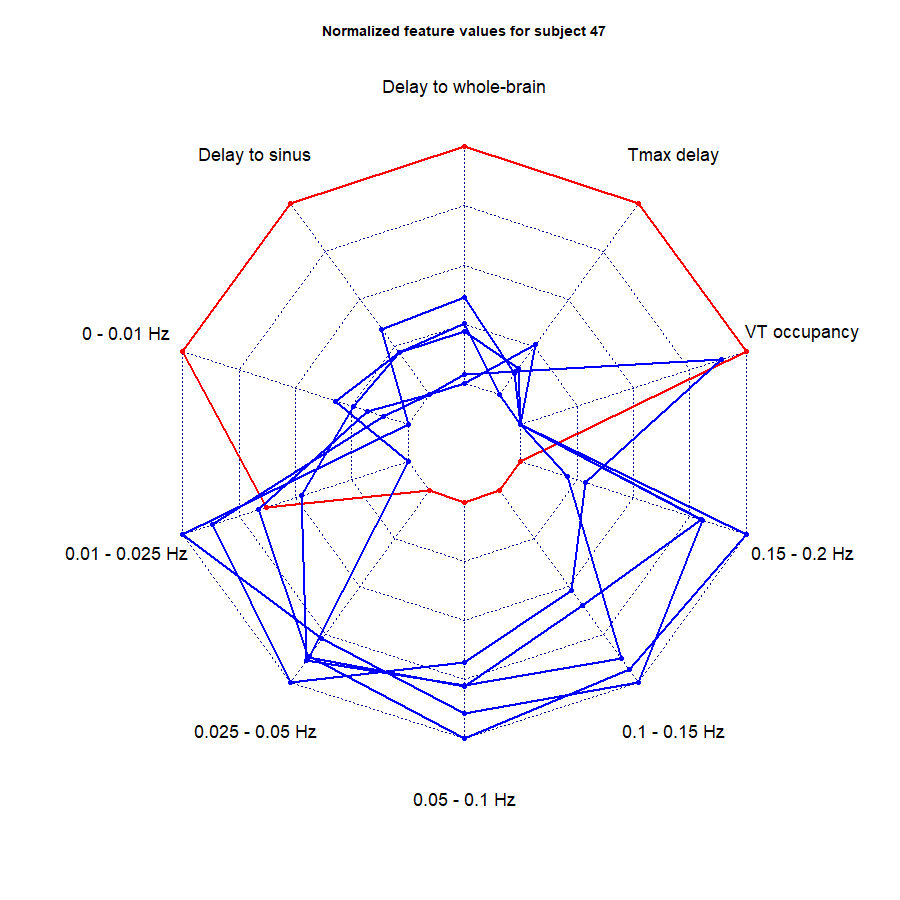 Normalized feature values for subject 47
Delay to whole-brain
Delay to sinus
Tmax delay
0 - 0.01 Hz
VT occupancy
0.01 - 0.025 Hz
0.15 - 0.2 Hz
0.025 - 0.05 Hz
0.1 - 0.15 Hz
0.05 - 0.1 Hz